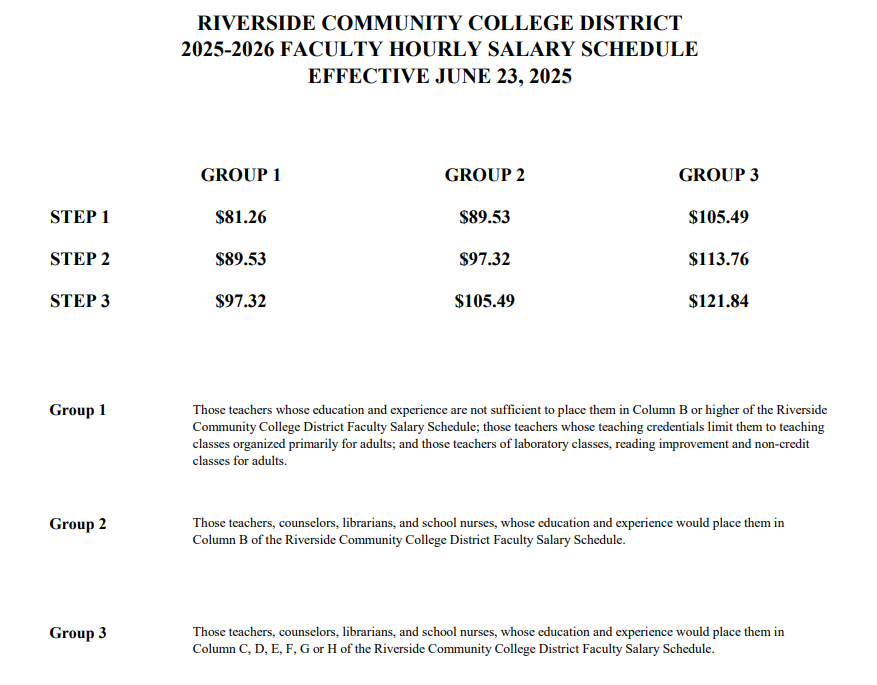 RIVERSIDE COMMUNITY COLLEGE DISTRICT
2025-2026 FACULTY HOURLY SALARY SCHEDULE
EFFECTIVE JUNE 23, 2025
GROUP 1 GROUP 2 GROUP 3
STEP 1 $81.26 $89.53 $105.49
STEP 2 $89.53 $97.32 $113.76
STEP 3 $97.32 $105.49 $121.84
Group 1 Those teachers whose education and experience are not sufficient to place them in Column B or higher of the Riverside
Community College District Faculty Salary Schedule; those teachers whose teaching credentials limit them to teaching
classes organized primarily for adults; and those teachers of laboratory classes, reading improvement and non-credit
classes for adults.
Group 2 Those teachers, counselors, librarians, and school nurses, whose education and experience would place them in
Column B of the Riverside Community College District Faculty Salary Schedule.
Group 3 Those teachers, counselors, librarians, and school nurses, whose education and experience would place them in
Column C, D, E, F, G or H of the Riverside Community College District Faculty Salary Schedule.